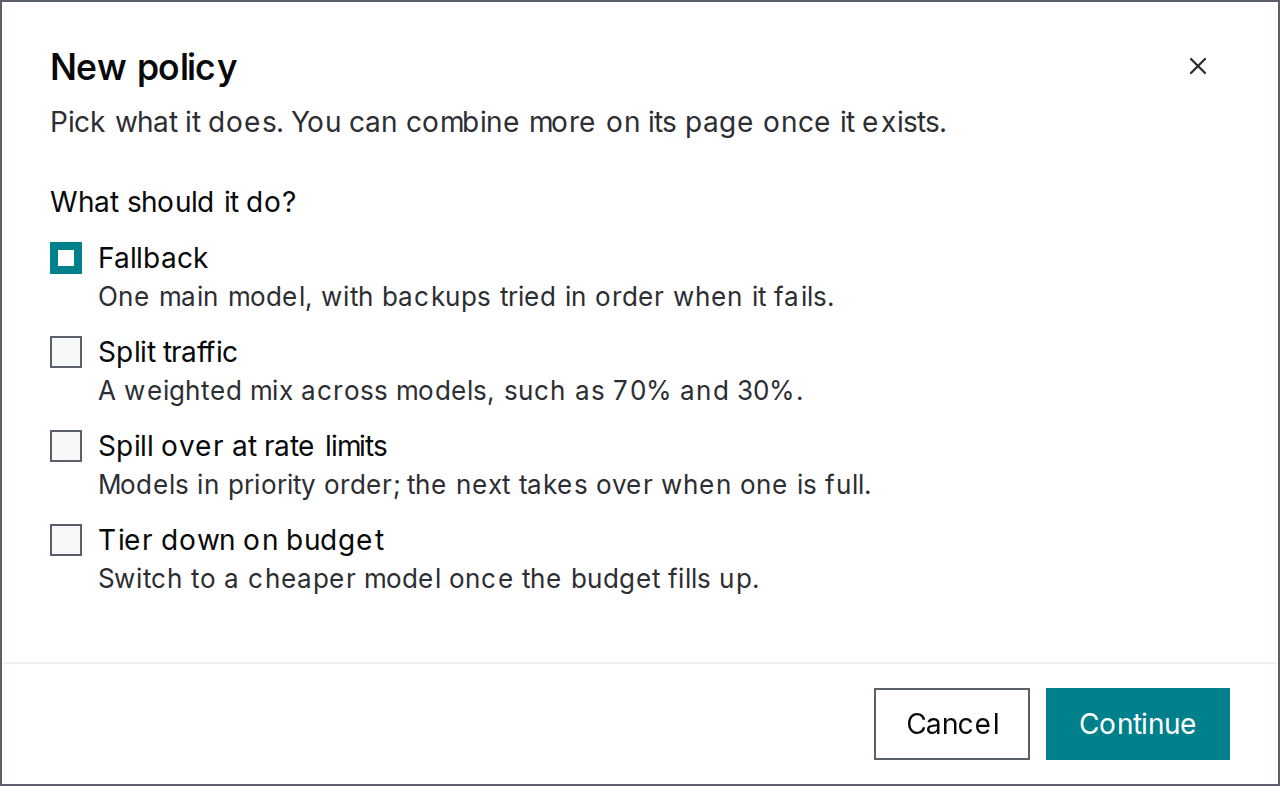 New policy
Pick what it does. You can combine more on its page once it exists.
What should it do?
Fallback
One main model, with backups tried in order when it fails.
Split traffic
A weighted mix across models, such as 70% and 30%.
Spill over at rate limits
Models in priority order; the next takes over when one is full.
Tier down on budget
Switch to a cheaper model once the budget fills up.
Cancel
Continue